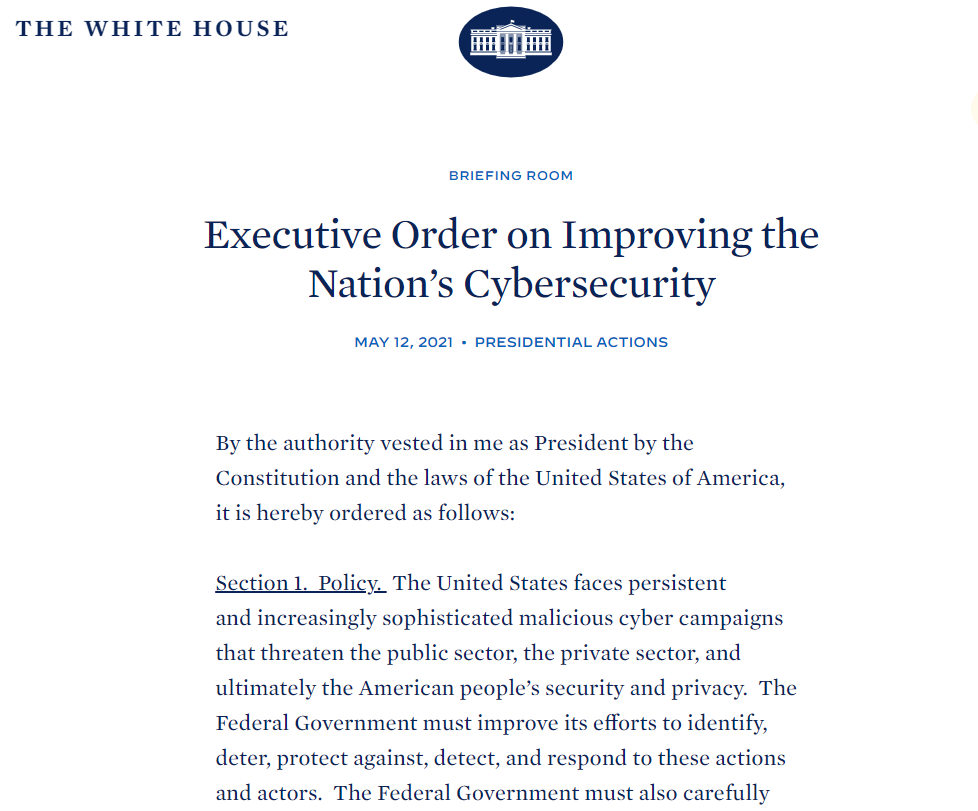 THE WHITE HOUSE
BRIEFING ROOM
Executive Order on Improving the
Nation’s Cybersecurity
MAY 12, 2021 • PRESIDENTIAL ACTIONS
By the authority vested in me as President by the
Constitution and the laws of the United States of America,
it is hereby ordered as follows:
Section 1.  Policy.  The United States faces persistent
and increasingly sophisticated malicious cyber campaigns
that threaten the public sector, the private sector, and
ultimately the American people’s security and privacy.  The
Federal Government must improve its efforts to identify,
deter, protect against, detect, and respond to these actions
and actors.  The Federal Government must also carefully